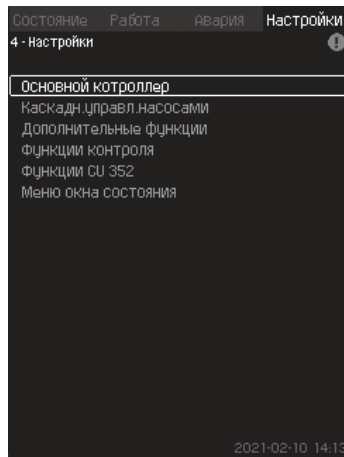 Состояние Работа Авария Настройки
4 - Настройки
Основной котроллер
Каскадн.управл.насосами
Дополнительные функции
Функции контроля
Функции CU 352
Меню окна состояния
2021-02-10 14:13